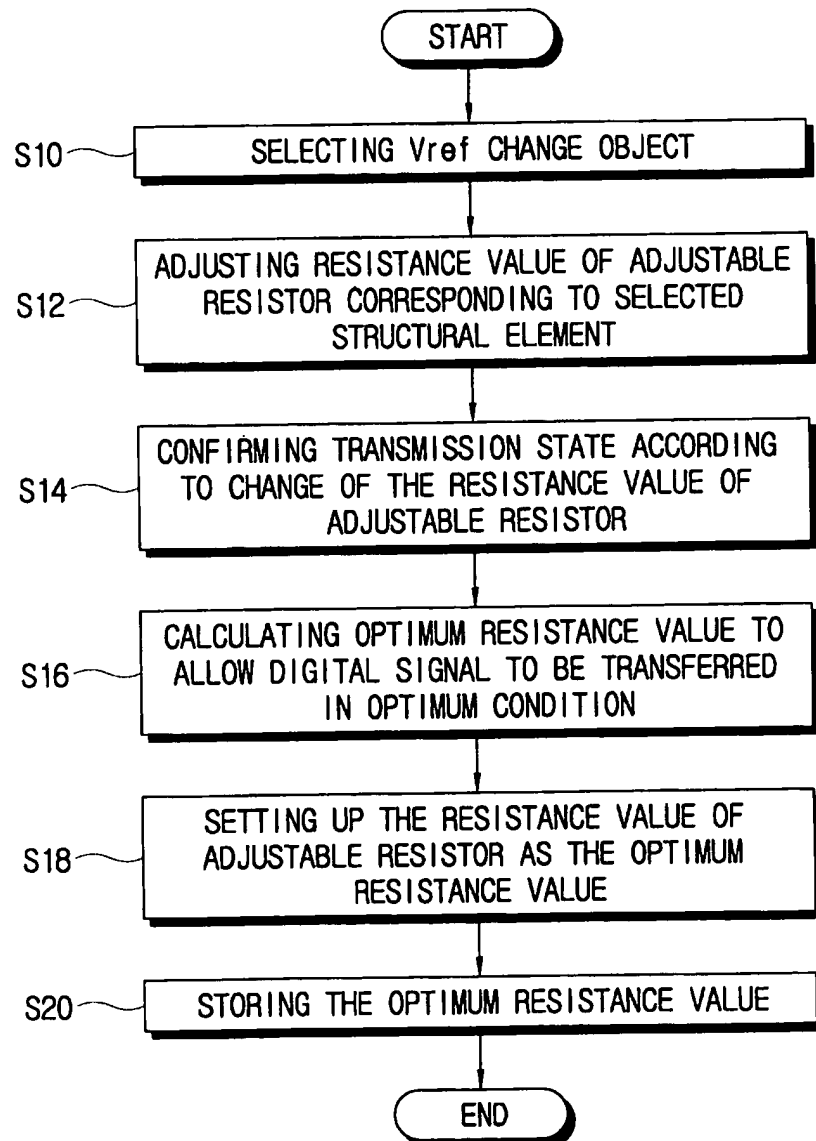 START
S10
SELECTING Vref CHANGE OBJECT
S12
ADJUSTING RESISTANCE VALUE OF ADJUSTABLE
RESISTOR CORRESPONDING TO SELECTED
STRUCTURAL ELEMENT
S14
CONFIRMING TRANSMISSION STATE ACCORDING
TO CHANGE OF THE RESISTANCE VALUE OF
ADJUSTABLE RESISTOR
S16
CALCULATING OPTIMUM RESISTANCE VALUE TO
ALLOW DIGITAL SIGNAL TO BE TRANSFERRED
IN OPTIMUM CONDITION
S18
SETTING UP THE RESISTANCE VALUE OF
ADJUSTABLE RESISTOR AS THE OPTIMUM
RESISTANCE VALUE
S20
STORING THE OPTIMUM RESISTANCE VALUE
END